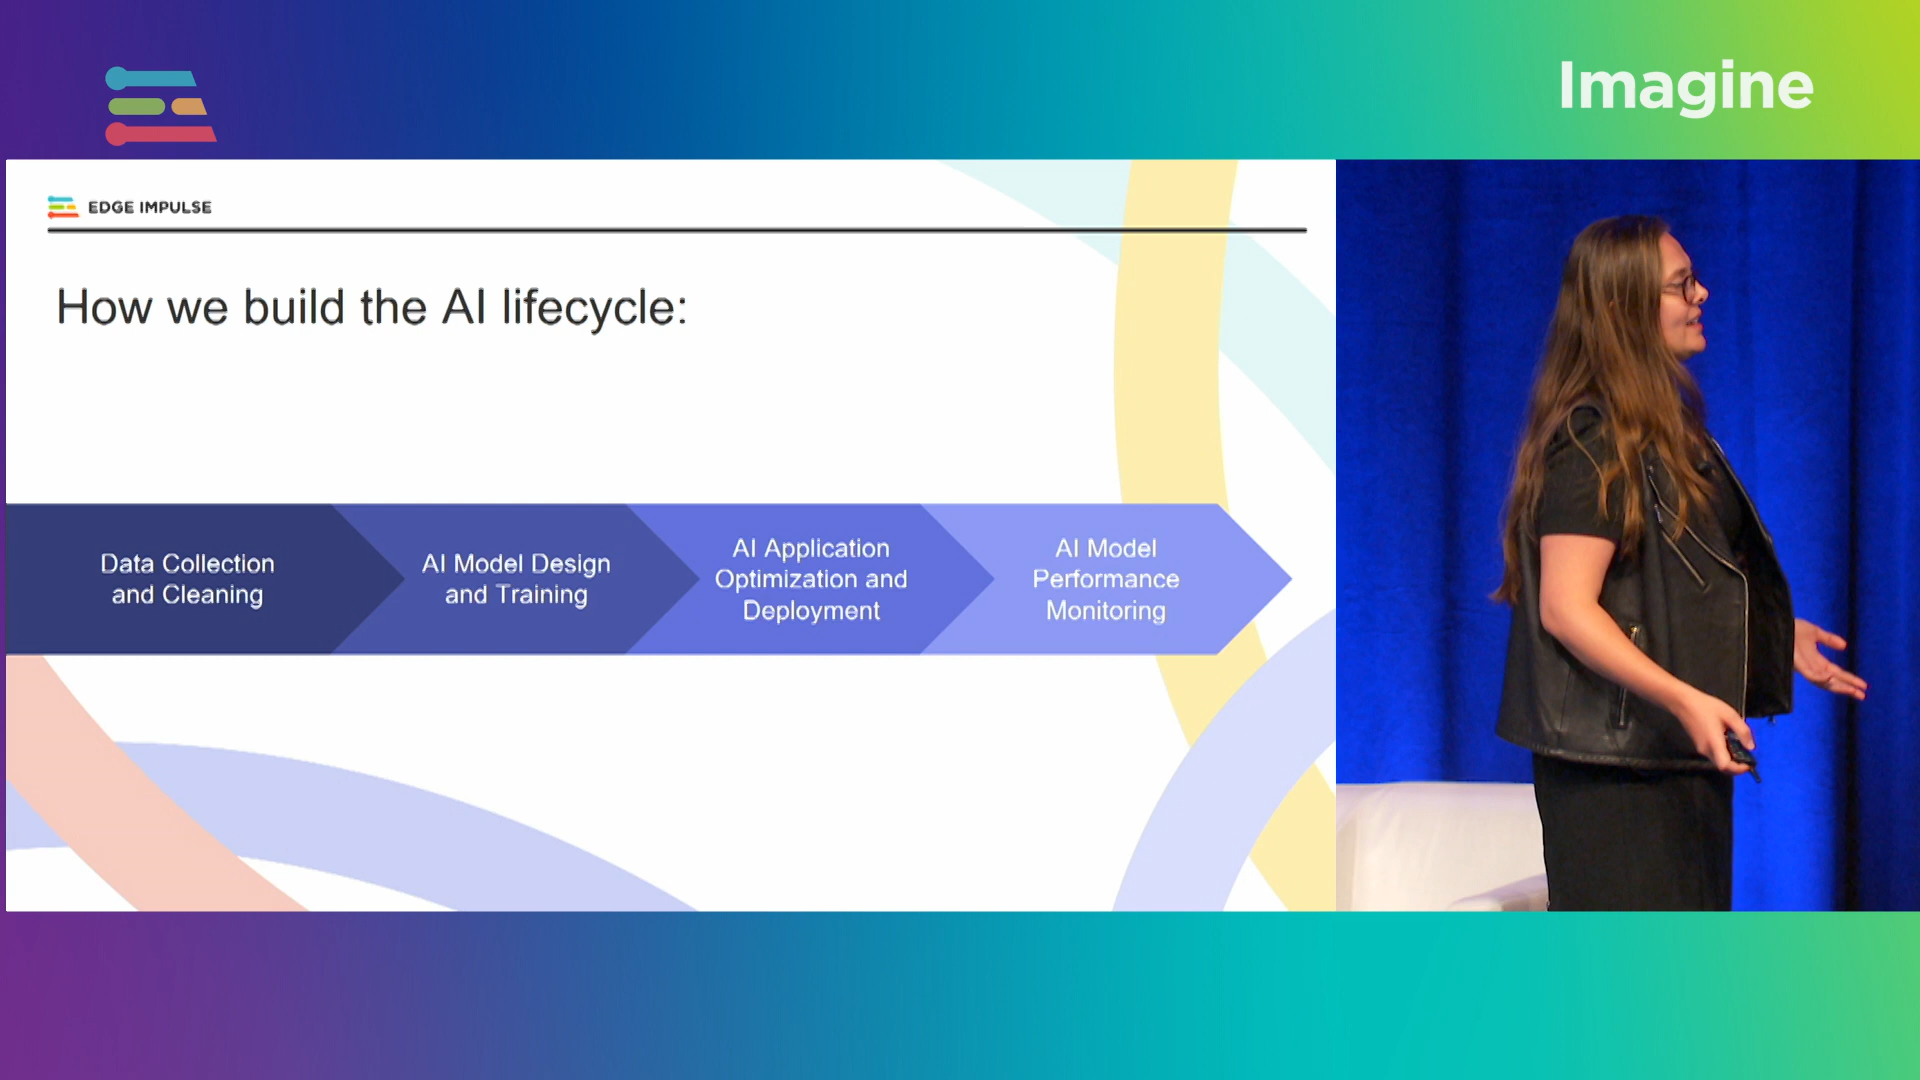 Imagine
EDGE IMPULSE
How we build the AI lifecycle:
Data Collection
and Cleaning
AI Model Design
and Training
AI Application
Optimization and
Deployment
AI Model
Performance
Monitoring